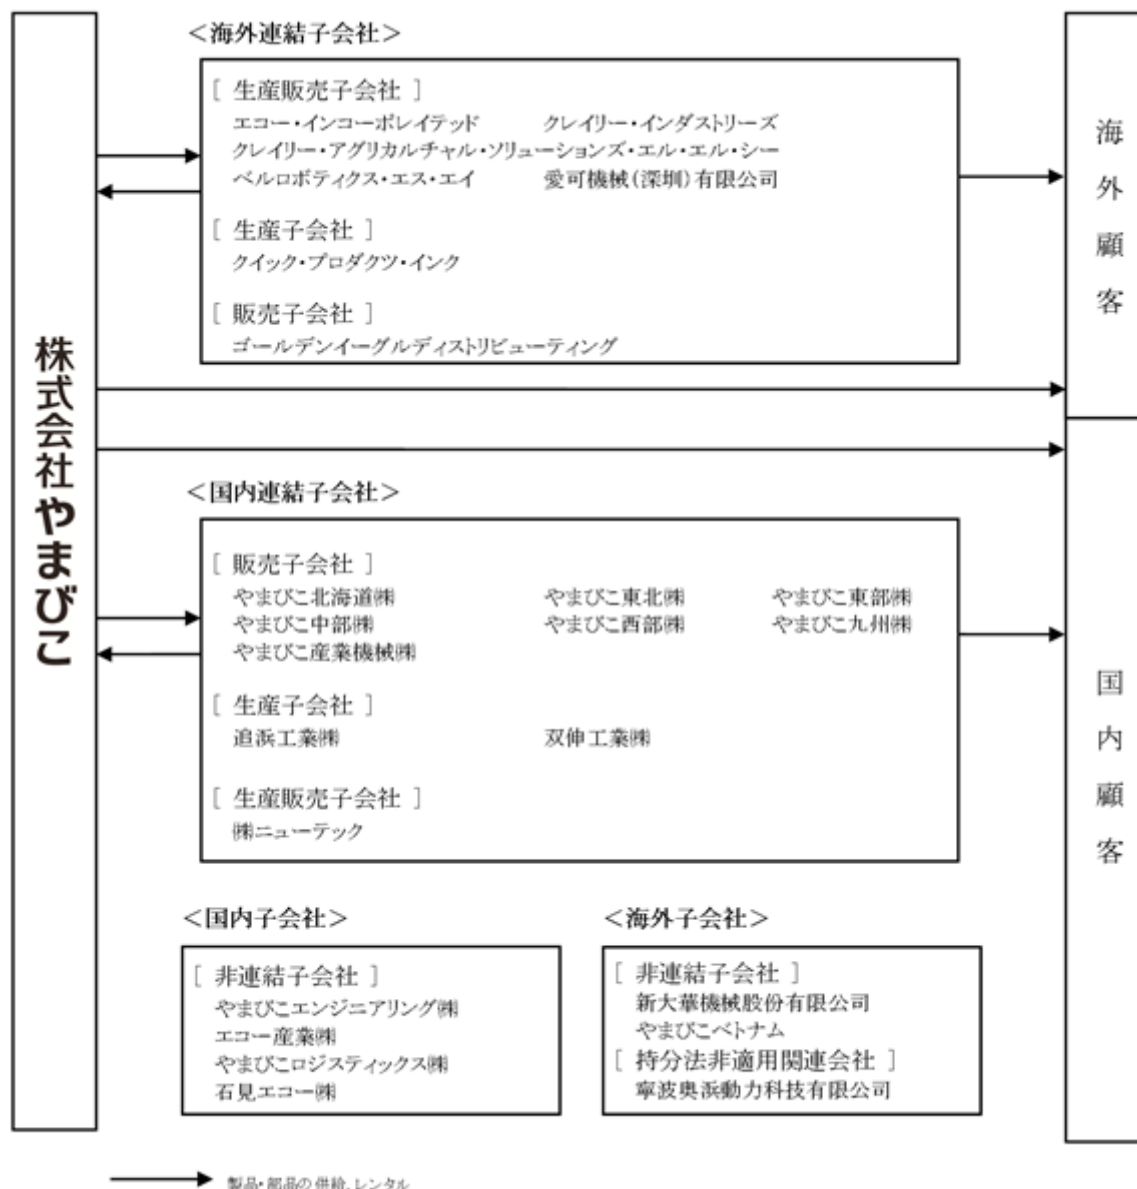 株式会社やまびこ
＜海外連結子会社＞
［ 生産販売子会社 ］
エコー・インコーポレイテッド クレイリー・インダストリーズ
クレイリー・アグリカルチャル・ソリューションズ・エル・エル・シー
ベルロボティクス・エス・エイ 愛可機械(深圳)有限公司
［ 生産子会社 ］
クイック・プロダクツ・インク
［ 販売子会社 ］
ゴールデンイーグルディストリビューティング
海外顧客
＜国内連結子会社＞
［ 販売子会社 ］
やまびこ北海道㈱ やまびこ東北㈱ やまびこ東部㈱
やまびこ中部㈱ やまびこ西部㈱ やまびこ九州㈱
やまびこ産業機械㈱
［ 生産子会社 ］
追浜工業㈱ 双伸工業㈱
［ 生産販売子会社 ］
㈱ニューテック
国内顧客
＜国内子会社＞
［ 非連結子会社 ］
やまびこエンジニアリング㈱
エコー産業㈱
やまびこロジスティックス㈱
石見エコー㈱
＜海外子会社＞
［ 非連結子会社 ］
新大華機械股份有限公司
やまびこベトナム
［ 持分法非適用関連会社 ］
寧波奥浜動力科技有限公司
製品・部品の供給、レンタル